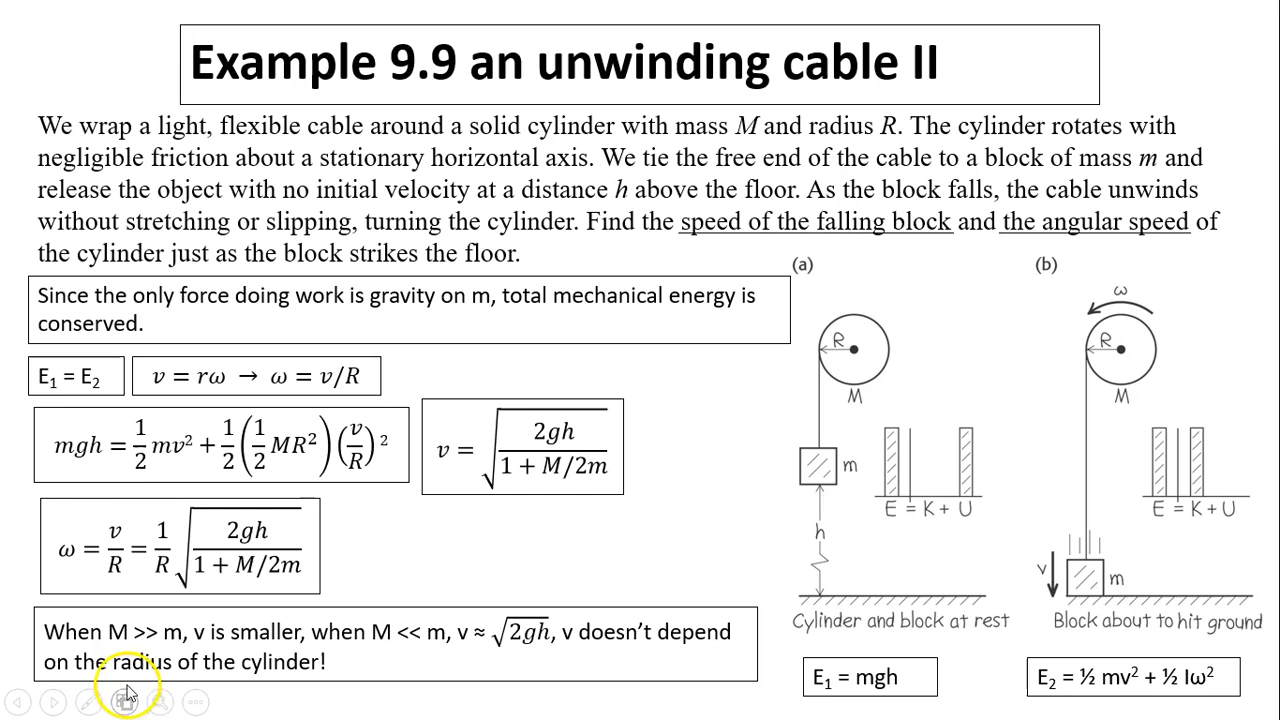 Example 9.9 an unwinding cable II
We wrap a light, flexible cable around a solid cylinder with mass M and radius R. The cylinder rotates with
negligible friction about a stationary horizontal axis. We tie the free end of the cable to a block of mass m and
release the object with no initial velocity at a distance h above the floor. As the block falls, the cable unwinds
without stretching or slipping, turning the cylinder. Find the speed of the falling block and the angular speed of
the cylinder just as the block strikes the floor.
Since the only force doing work is gravity on m, total mechanical energy is
conserved.
E₁ = E₂
v = rω → ω = v/R
mgh = 1/2 mv² + 1/2 (1/2 MR²) (v/R)²
v = √(2gh / (1 + M/2m))
ω = v/R = 1/R √(2gh / (1 + M/2m))
When M >> m, v is smaller, when M << m, v ≈ √2gh, v doesn't depend
on the radius of the cylinder!
(a)
R
M
m
h
E = K + U
Cylinder and block at rest
E₁ = mgh
(b)
ω
R
M
E = K + U
v
m
Block about to hit ground
E₂ = ½ mv² + ½ Iω²